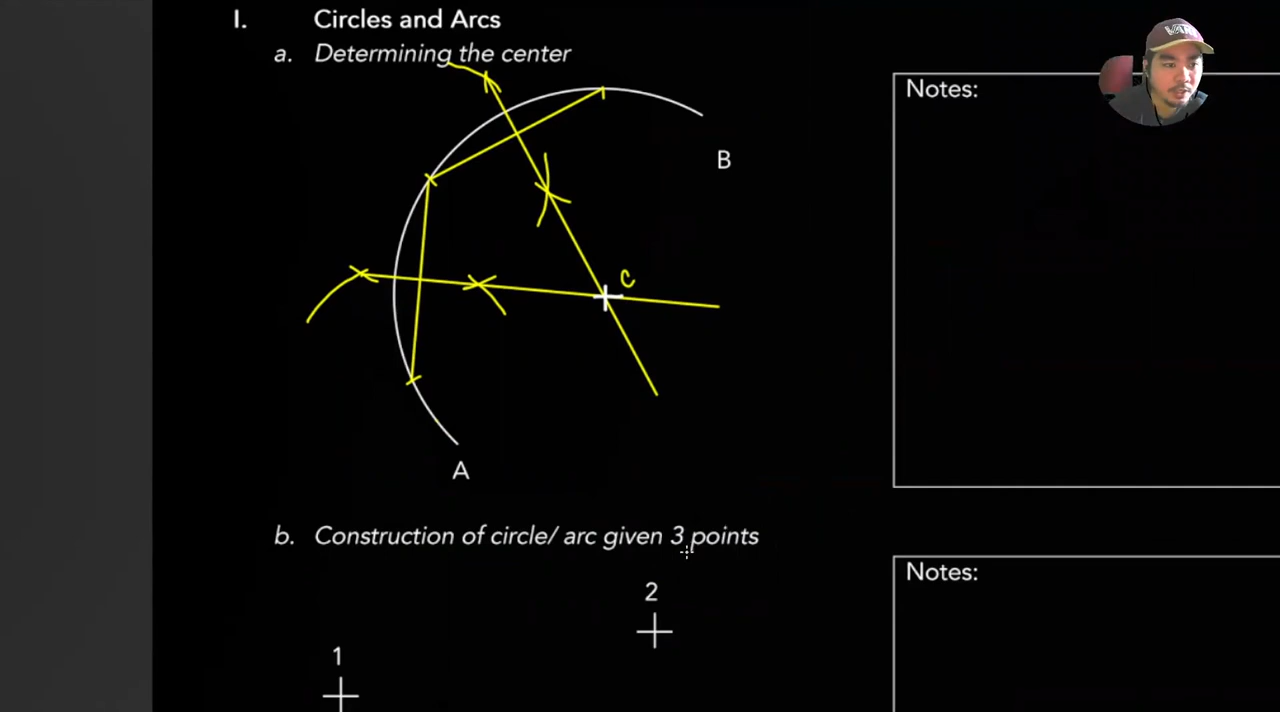 I. Circles and Arcs
a. Determining the center
Notes:
B
C
A
b. Construction of circle/ arc given 3 points
Notes:
2
1